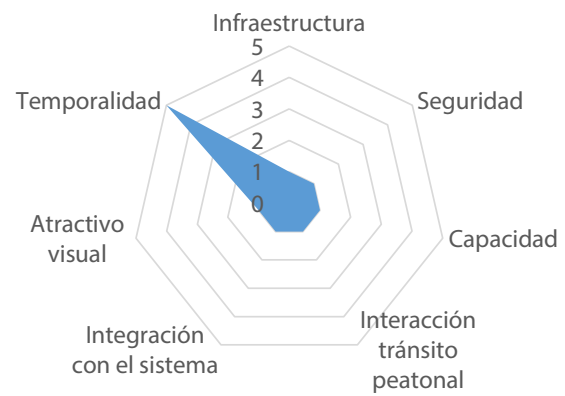 Infraestructura
5
4
3
2
1
0
Temporalidad
Seguridad
Atractivo
visual
Capacidad
Integración
con el sistema
Interacción
tránsito
peatonal